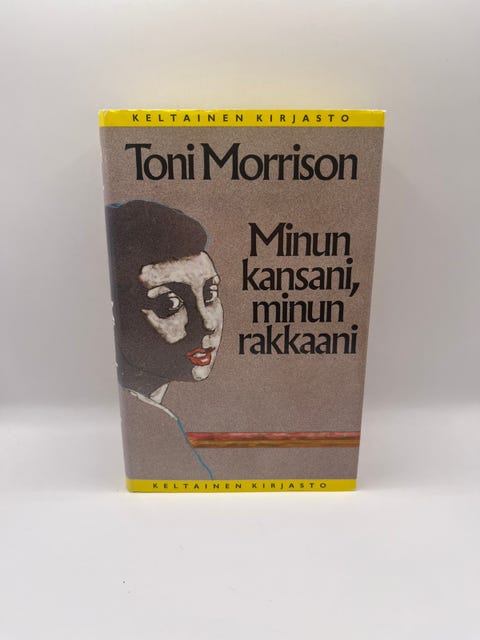 KELTAINEN KIRJASTO
Toni Morrison
Minun
kansani,
minun
rakkaani
KELTAINEN KIRJASTO